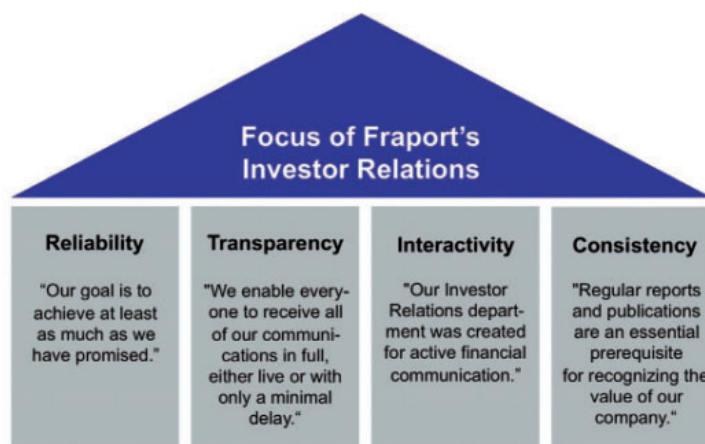 Focus of Fraport's
Investor Relations
Reliability
"Our goal is to
achieve at least
as much as we
have promised."
Transparency
"We enable every-
one to receive all
of our communi-
cations in full,
either live or with
only a minimal
delay.“
Interactivity
"Our Investor
Relations depart-
ment was created
for active financial
communication."
Consistency
"Regular reports
and publications
are an essential
prerequisite
for recognizing the
value of our
company.“